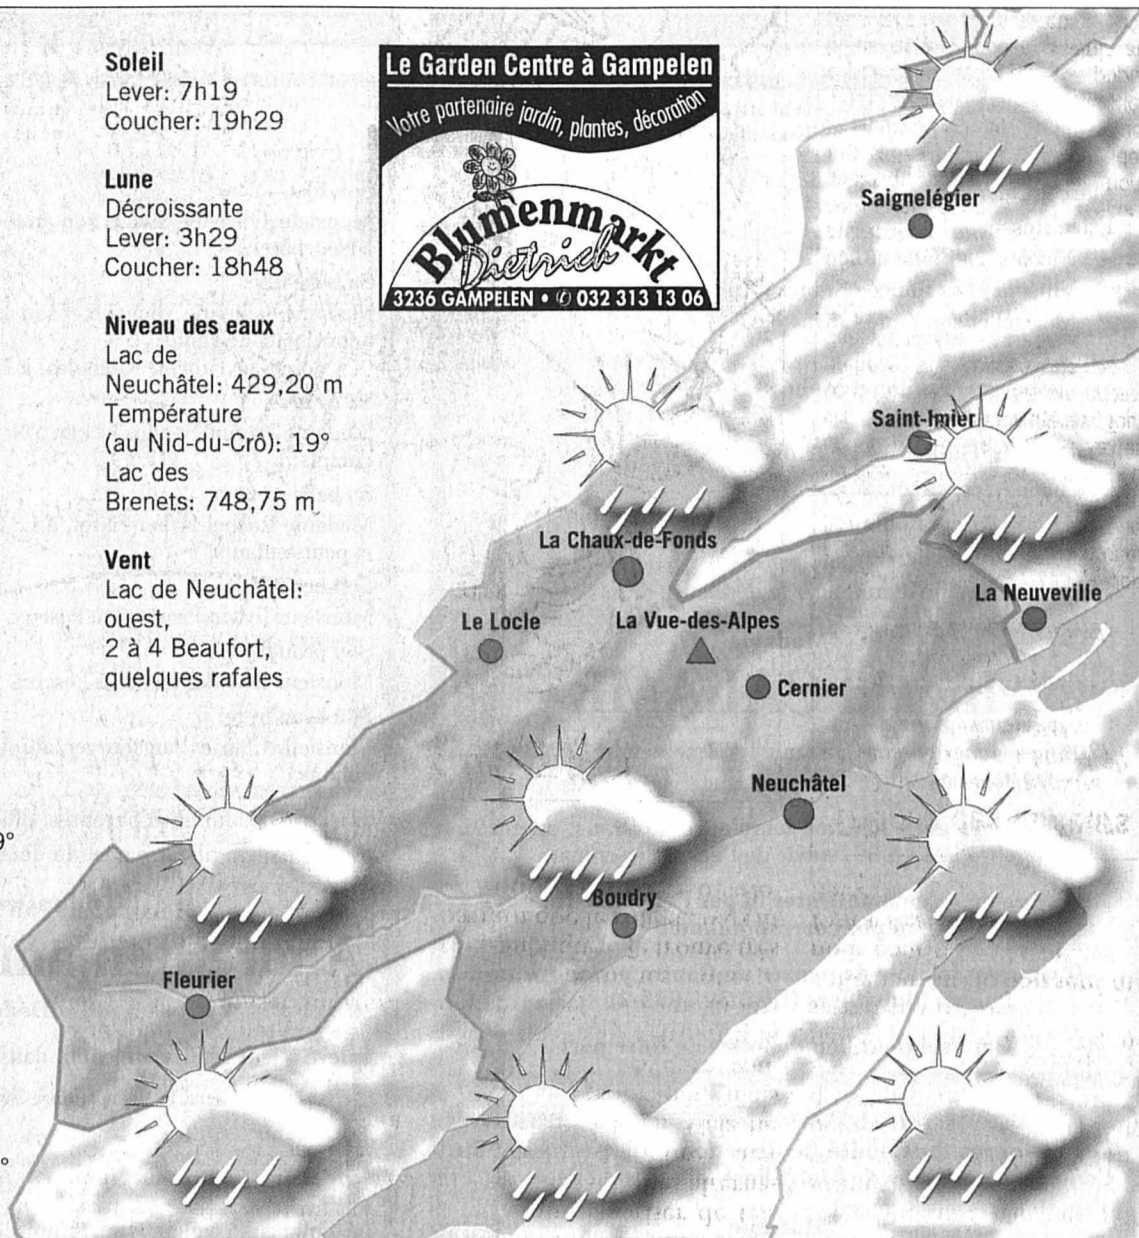 Soleil
Lever: 7h19
Coucher: 19h29
Lune
Décroissante
Lever: 3h29
Coucher: 18h48
Niveau des eaux
Lac de
Neuchâtel: 429,20 m
Température
(au Nid-du-Crô): 19°
Lac des
Brenets: 748,75 m
Vent
Lac de Neuchâtel:
ouest,
2 à 4 Beaufort,
quelques rafales
Le Garden Centre à Gampelen
Votre partenaire jardin, plantes, décoration
Blumenmarkt
Dietrich
3236 GAMPELEN • ✆ 032 313 13 06
Saignelégier
Saint-Imier
La Chaux-de-Fonds
La Neuveville
Le Locle
La Vue-des-Alpes
Cernier
Neuchâtel
Boudry
Fleurier